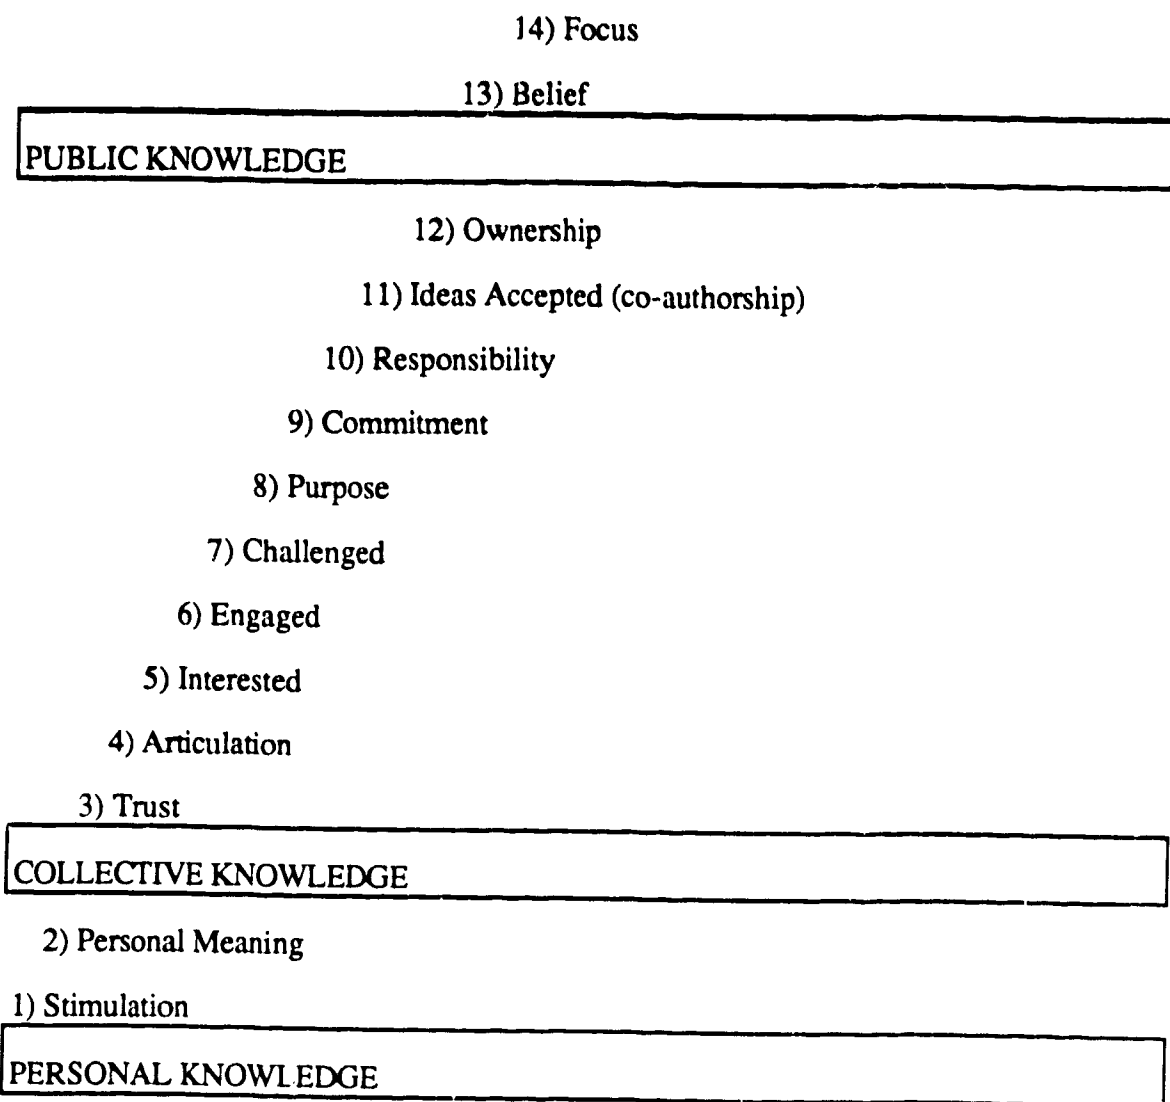 14) Focus
13) Belief
PUBLIC KNOWLEDGE
12) Ownership
11) Ideas Accepted (co-authorship)
10) Responsibility
9) Commitment
8) Purpose
7) Challenged
6) Engaged
5) Interested
4) Articulation
3) Trust
COLLECTIVE KNOWLEDGE
2) Personal Meaning
1) Stimulation
PERSONAL KNOWLEDGE